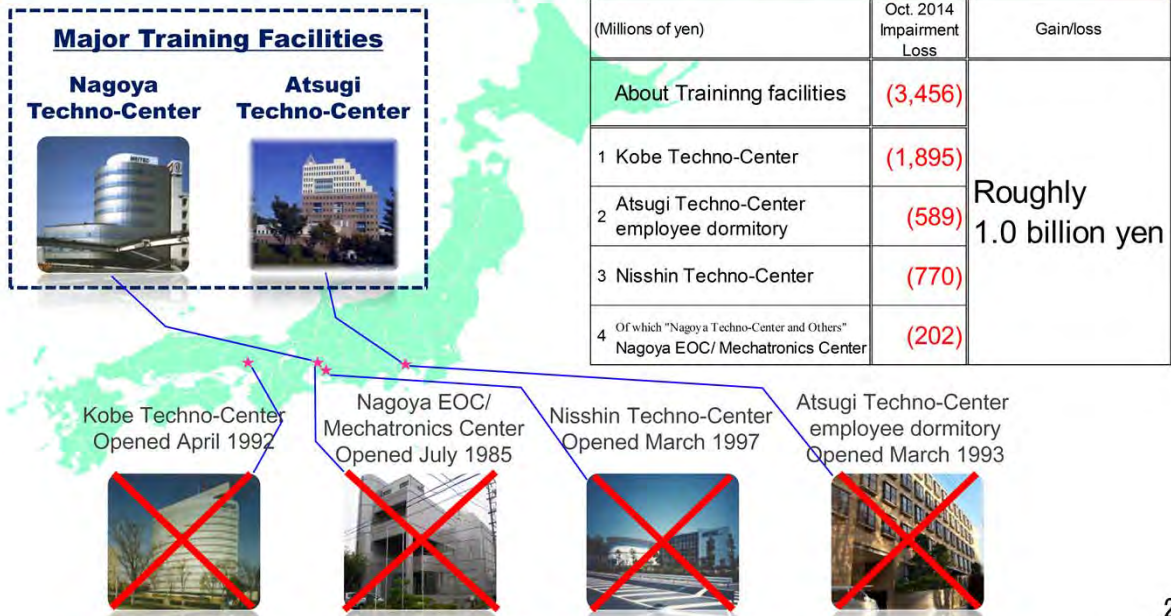 Major Training Facilities
Nagoya
Techno-Center
Atsugi
Techno-Center
MEITEC
(Millions of yen)
Oct. 2014
Impairment
Loss
Gain/loss
About Traininng facilities
(3,456)
1 Kobe Techno-Center
(1,895)
2 Atsugi Techno-Center
employee dormitory
(589)
3 Nisshin Techno-Center
(770)
4 Of which "Nagoya Techno-Center and Others"
Nagoya EOC/ Mechatronics Center
(202)
Roughly
1.0 billion yen
Kobe Techno-Center
Opened April 1992
Nagoya EOC/
Mechatronics Center
Opened July 1985
Nisshin Techno-Center
Opened March 1997
Atsugi Techno-Center
employee dormitory
Opened March 1993